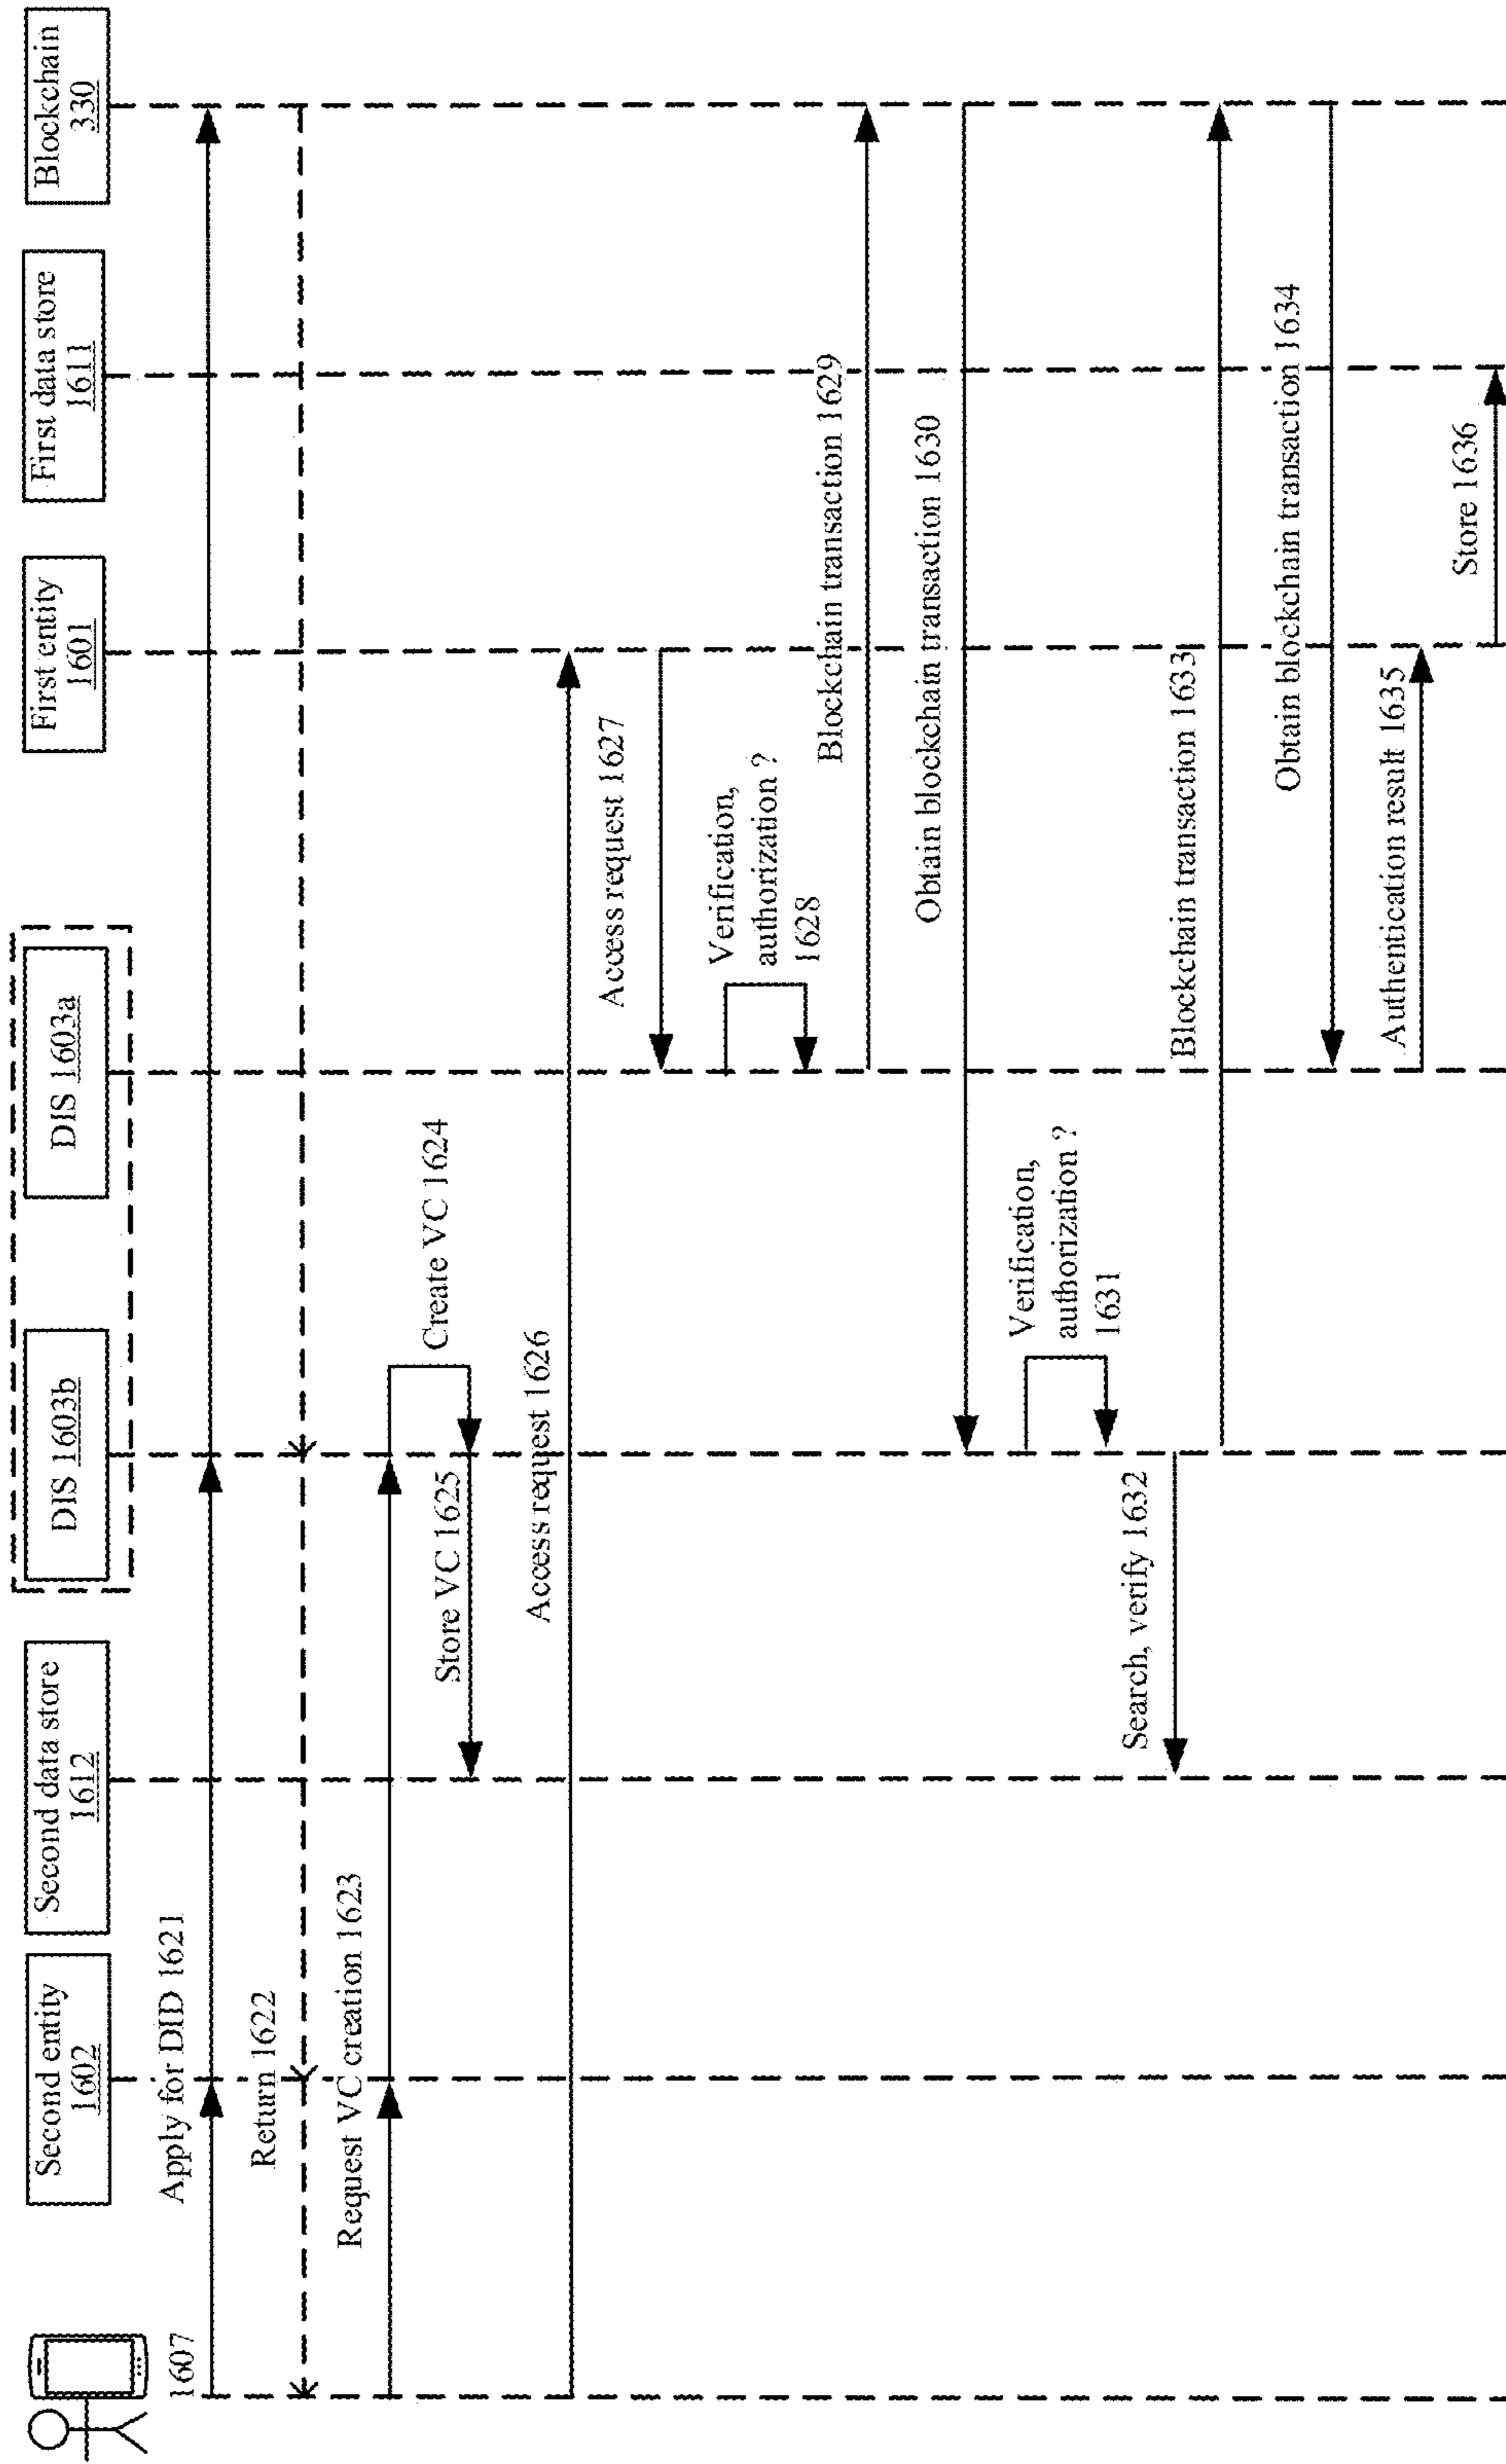 1607
Second entity
1602
Second data store
1612
DIS 1603b
DIS 1603a
First entity
1601
First data store
1611
Blockchain
330
Apply for DID 1621
Return 1622
Request VC creation 1623
Create VC 1624
Store VC 1625
Access request 1626
Access request 1627
Verification,
authorization ?
1628
Blockchain transaction 1629
Obtain blockchain transaction 1630
Verification,
authorization ?
1631
Search, verify 1632
Blockchain transaction 1633
Obtain blockchain transaction 1634
Authentication result 1635
Store 1636